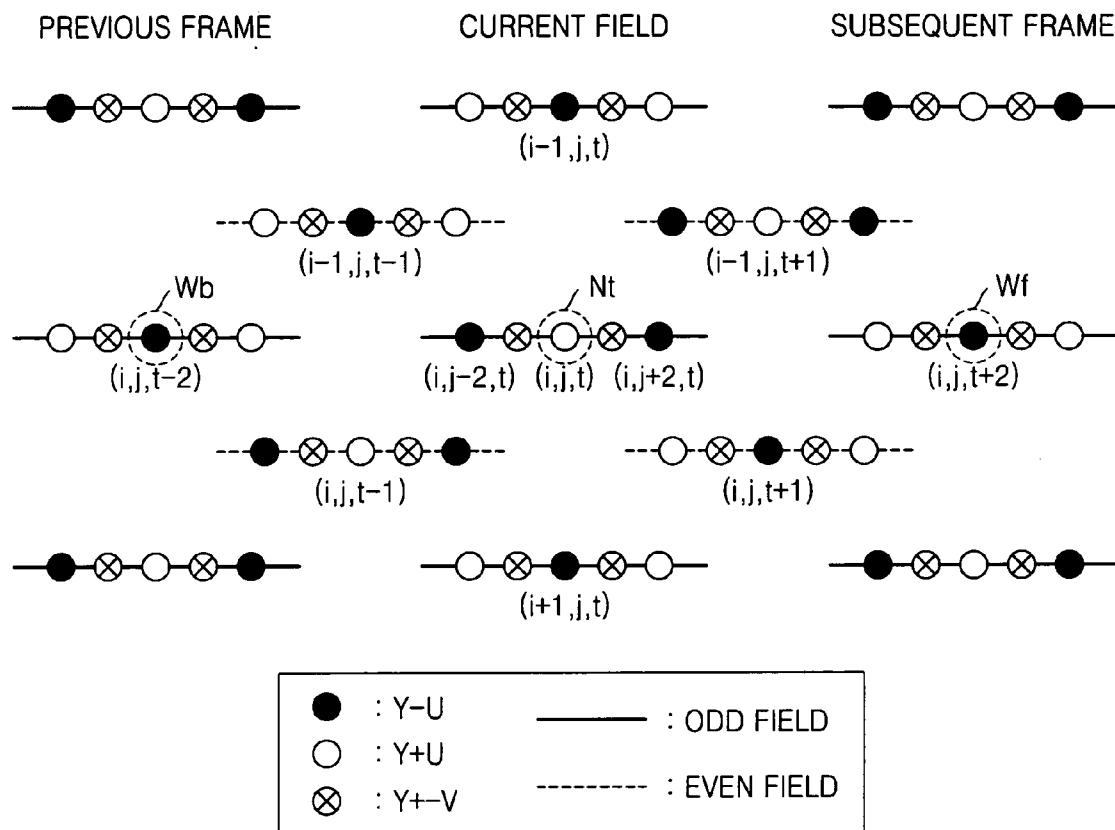 PREVIOUS FRAME CURRENT FIELD SUBSEQUENT FRAME
(i-1,j,t)
(i-1,j,t-1) (i-1,j,t+1)
Wb Nt Wf
(i,j,t-2) (i,j-2,t) (i,j,t) (i,j+2,t) (i,j,t+2)
(i,j,t-1) (i,j,t+1)
(i+1,j,t)
: Y-U : ODD FIELD
: Y+U
: EVEN FIELD
: Y+-V